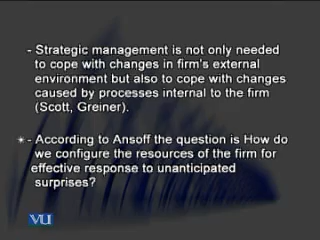 - Strategic management is not only needed
to cope with changes in firm's external
environment but also to cope with changes
caused by processes internal to the firm
(Scott, Greiner).
✶- According to Ansoff the question is How do
we configure the resources of the firm for
effective response to unanticipated
surprises?
VU